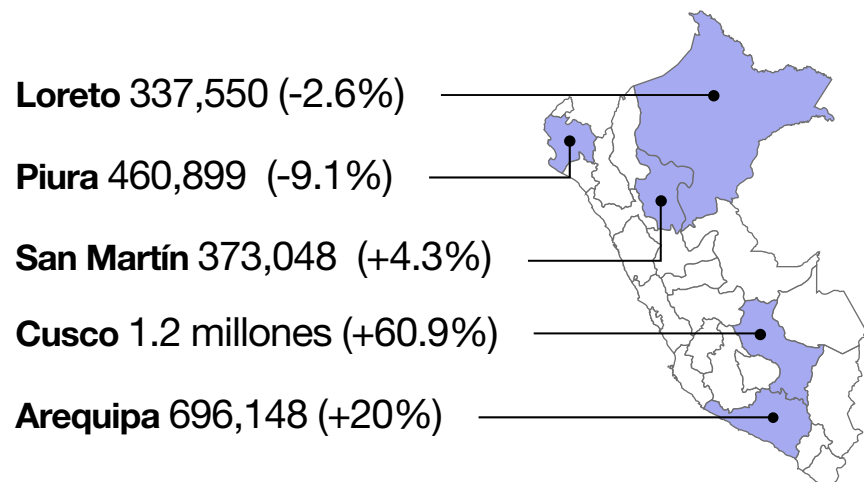 Loreto 337,550 (-2.6%)
Piura 460,899 (-9.1%)
San Martín 373,048 (+4.3%)
Cusco 1.2 millones (+60.9%)
Arequipa 696,148 (+20%)